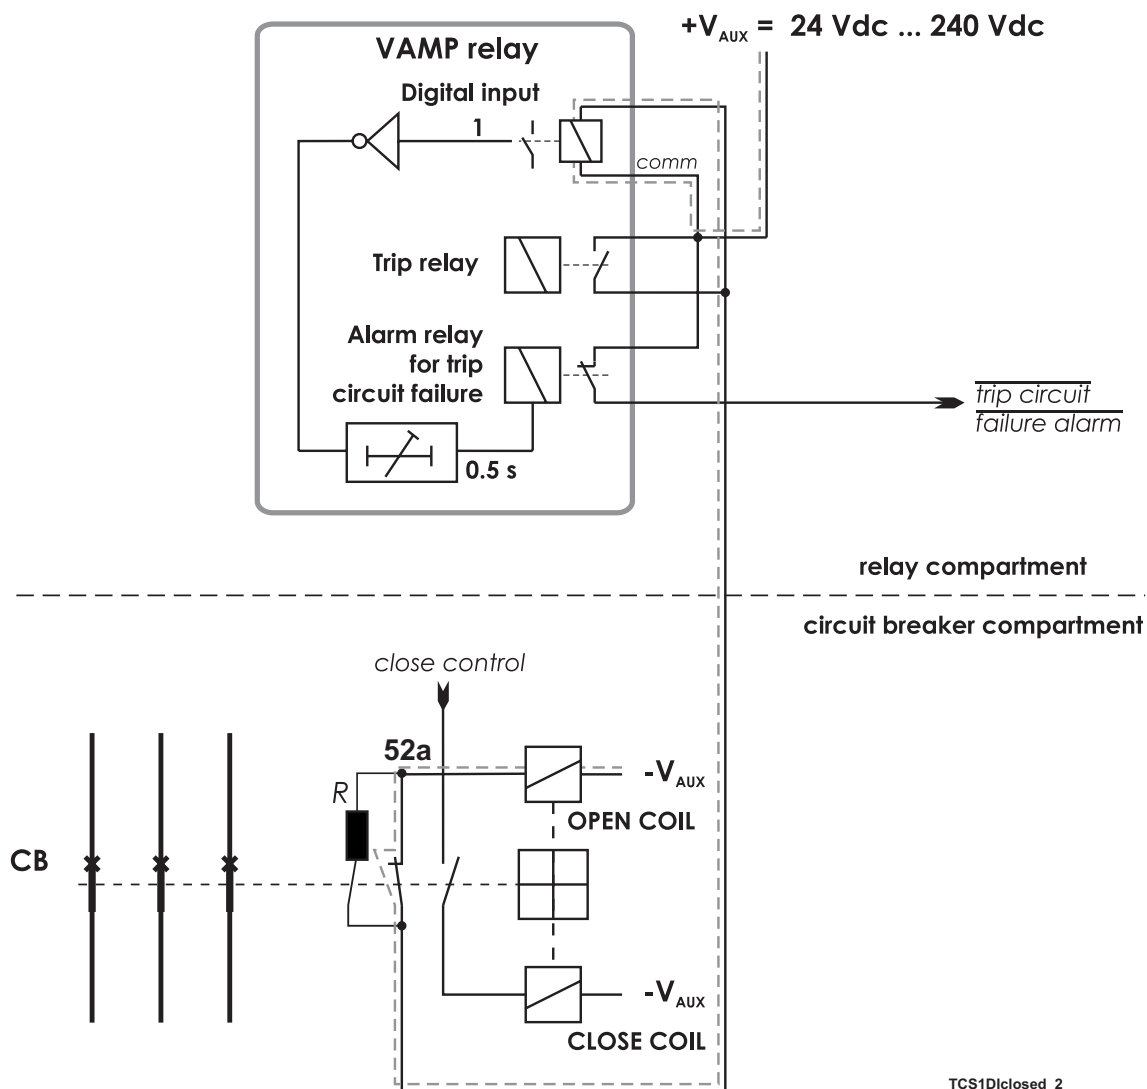 +VAUX = 24 Vdc ... 240 Vdc
VAMP relay
Digital input
1
comm
Trip relay
Alarm relay
for trip
circuit failure
trip circuit
failure alarm
0.5 s
relay compartment
circuit breaker compartment
close control
52a
R
-VAUX
OPEN COIL
CB
-VAUX
CLOSE COIL
TCS1DIclosed_2